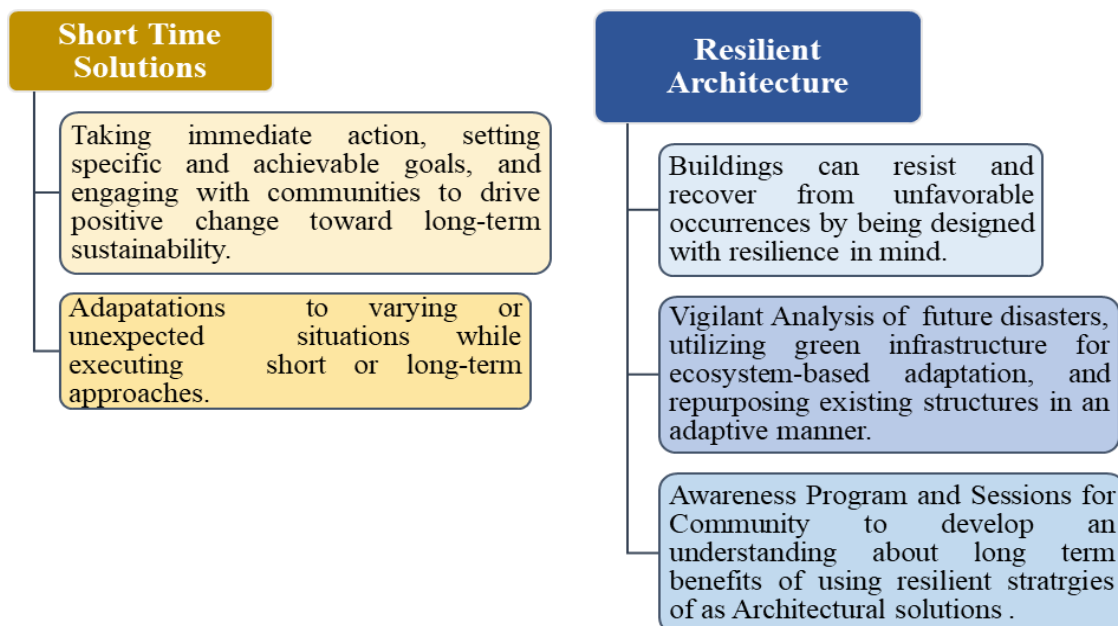 Short Time
Solutions
Taking immediate action, setting
specific and achievable goals, and
engaging with communities to drive
positive change toward long-term
sustainability.
Adapatations to varying or
unexpected situations while
executing short or long-term
approaches.
Resilient
Architecture
Buildings can resist and
recover from unfavorable
occurrences by being designed
with resilience in mind.
Vigilant Analysis of future disasters,
utilizing green infrastructure for
ecosystem-based adaptation, and
repurposing existing structures in an
adaptive manner.
Awareness Program and Sessions for
Community to develop an
understanding about long term
benefits of using resilient stratrgies
of as Architectural solutions .